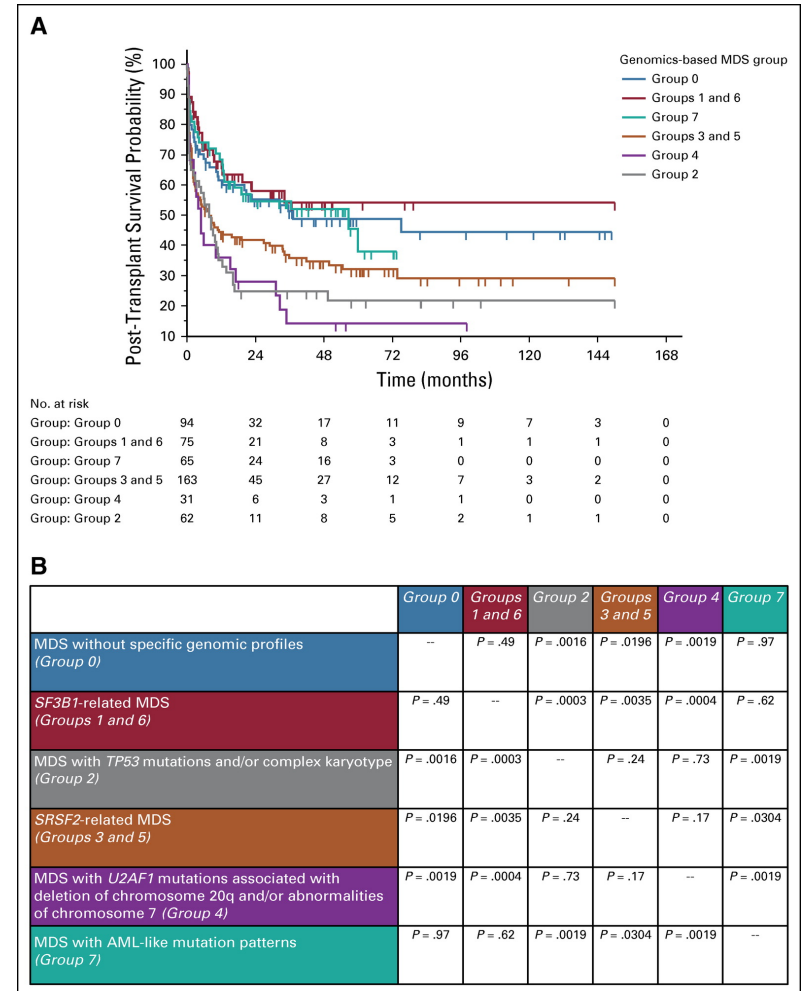 A
Post-Transplant Survival Probability (%)
100
90
80
70
60
50
40
30
20
10
0 24 48 72 96 120 144 168
Time (months)
Genomics-based MDS group
Group 0
Groups 1 and 6
Group 7
Groups 3 and 5
Group 4
Group 2
No. at risk
Group: Group 0 94 32 17 11 9 7 3 0
Group: Groups 1 and 6 75 21 8 3 1 1 1 0
Group: Group 7 65 24 16 3 0 0 0 0
Group: Groups 3 and 5 163 45 27 12 7 3 2 0
Group: Group 4 31 6 3 1 1 0 0 0
Group: Group 2 62 11 8 5 2 1 1 0
B
Group 0 Groups 1 and 6 Group 2 Groups 3 and 5 Group 4 Group 7
MDS without specific genomic profiles
(Group 0)
-- P = .49 P = .0016 P = .0196 P = .0019 P = .97
SF3B1-related MDS
(Groups 1 and 6)
P = .49 -- P = .0003 P = .0035 P = .0004 P = .62
MDS with TP53 mutations and/or complex karyotype
(Group 2)
P = .0016 P = .0003 -- P = .24 P = .73 P = .0019
SRSF2-related MDS
(Groups 3 and 5)
P = .0196 P = .0035 P = .24 -- P = .17 P = .0304
MDS with U2AF1 mutations associated with
deletion of chromosome 20q and/or abnormalities
of chromosome 7 (Group 4)
P = .0019 P = .0004 P = .73 P = .17 -- P = .0019
MDS with AML-like mutation patterns
(Group 7)
P = .97 P = .62 P = .0019 P = .0304 P = .0019 --